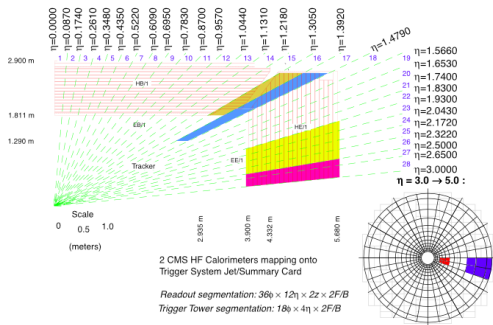 η=0.0000
η=0.0870
η=0.1740
η=0.2610
η=0.3480
η=0.4350
η=0.5220
η=0.6090
η=0.6950
η=0.7830
η=0.8700
η=0.9570
η=1.0440
η=1.1310
η=1.2180
η=1.3050
η=1.3920
η=1.4790
1 2 3 4 5 6 7 8 9 10 11 12 13 14 15 16 17 18 19
η=1.5660
20 η=1.6530
21 η=1.7400
22 η=1.8300
23 η=1.9300
24 η=2.0430
25 η=2.1720
26 η=2.3220
27 η=2.5000
28 η=2.6500
η=3.0000
η = 3.0 → 5.0 :
2.900 m
1.811 m
1.290 m
HB/1
EB/1
HE/1
EE/1
Tracker
Scale
0 0.5 1.0
(meters)
2.935 m
3.900 m
4.332 m
5.680 m
2 CMS HF Calorimeters mapping onto
Trigger System Jet/Summary Card
Readout segmentation: 36φ × 12η × 2z × 2F/B
Trigger Tower segmentation: 18φ × 4η × 2F/B